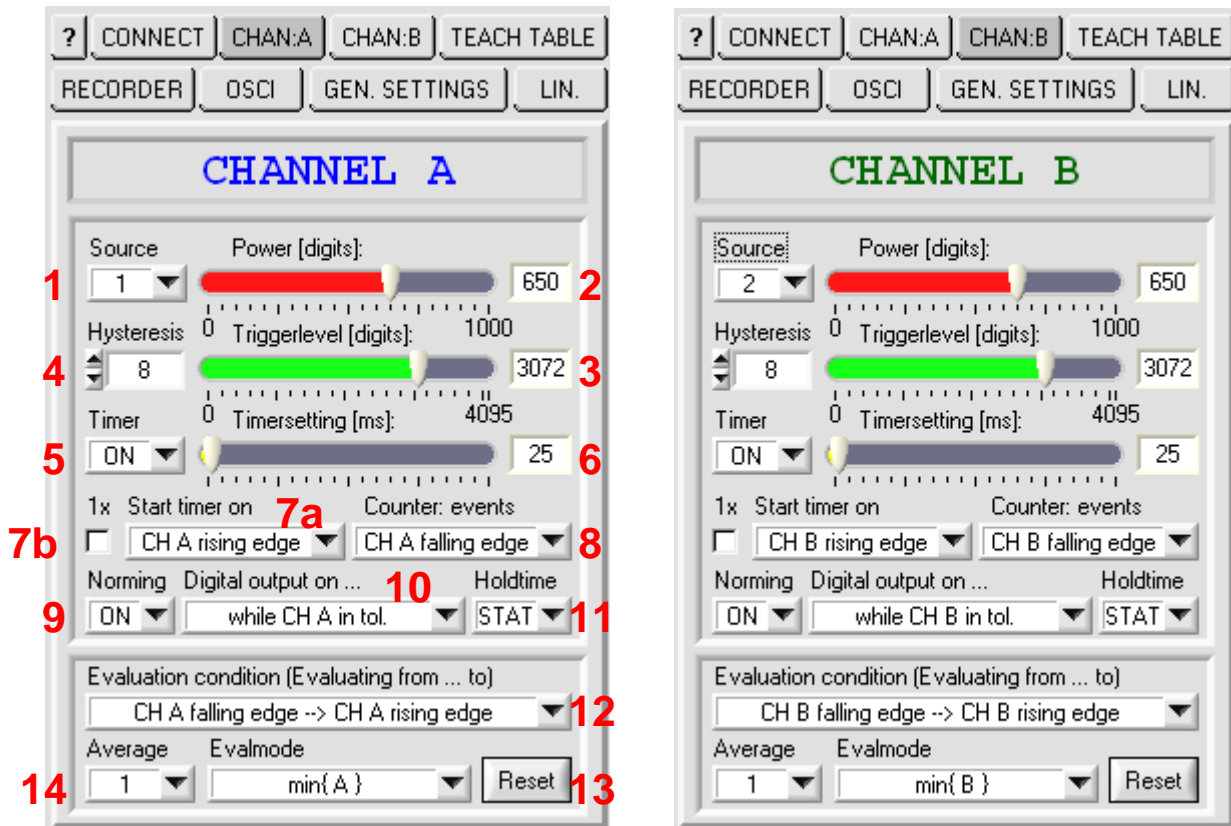 ? CONNECT CHAN:A CHAN:B TEACH TABLE
RECORDER OSCI GEN. SETTINGS LIN.
CHANNEL A
Source Power [digits]:
1 1 650 2
0 1000
Hysteresis Triggerlevel [digits]:
4 8 3072 3
0 4095
Timer Timersetting [ms]:
5 ON 25 6
1x Start timer on 7a Counter: events
7b CH A rising edge CH A falling edge 8
Norming Digital output on ... 10 Holdtime
9 ON while CH A in tol. STAT 11
Evaluation condition (Evaluating from ... to)
CH A falling edge --> CH A rising edge 12
Average Evalmode
14 1 min{ A } Reset 13
? CONNECT CHAN:A CHAN:B TEACH TABLE
RECORDER OSCI GEN. SETTINGS LIN.
CHANNEL B
Source Power [digits]:
2 650
0 1000
Hysteresis Triggerlevel [digits]:
8 3072
0 4095
Timer Timersetting [ms]:
ON 25
1x Start timer on Counter: events
CH B rising edge CH B falling edge
Norming Digital output on ... Holdtime
ON while CH B in tol. STAT
Evaluation condition (Evaluating from ... to)
CH B falling edge --> CH B rising edge
Average Evalmode
1 min{ B } Reset